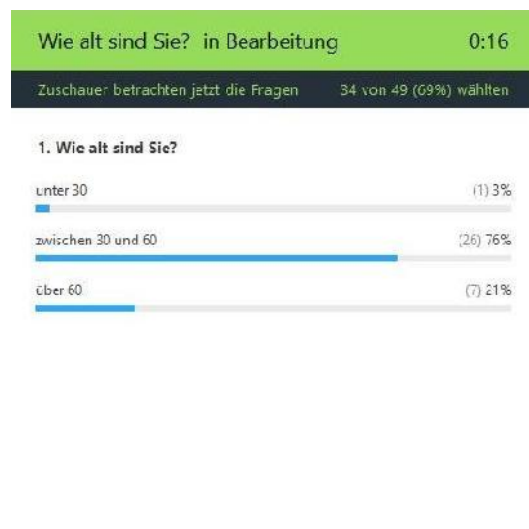 Wie alt sind Sie? in Bearbeitung 0:16
Zuschauer betrachten jetzt die Fragen 34 von 49 (69%) wählten
1. Wie alt sind Sie?
unter 30 (1) 3%
zwischen 30 und 60 (26) 76%
über 60 (7) 21%